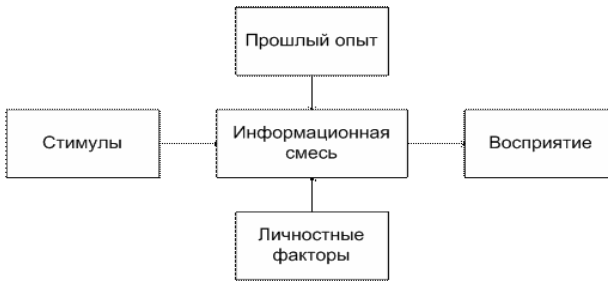 Прошлый опыт
Стимулы
Информационная
смесь
Восприятие
Личностные
факторы